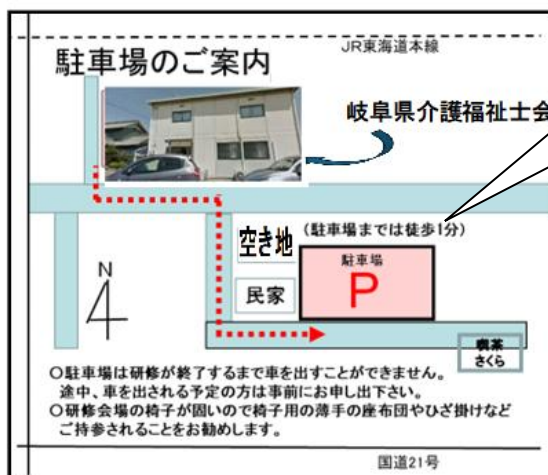 JR東海道本線
駐車場のご案内
岐阜県介護福祉士会
空き地
(駐車場までは徒歩1分)
駐車場
P
民家
N
喫茶
さくら
○駐車場は研修が終了するまで車を出すことができません。
途中、車を出される予定の方は事前にお申し出下さい。
○研修会場の椅子が固いので椅子用の薄手の座布団やひざ掛けなど
ご持参されることをお勧めします。
国道21号